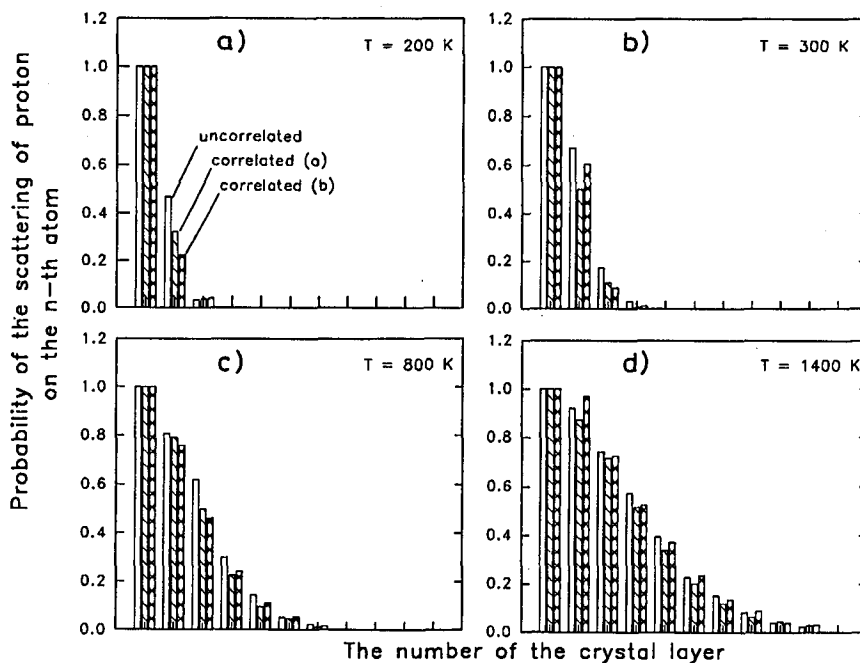 Probability of the scattering of proton
on the n-th atom
a)
T = 200 K
1.2
1.0
0.8
0.6
0.4
0.2
0.0
uncorrelated
correlated (a)
correlated (b)
b)
T = 300 K
1.2
1.0
0.8
0.6
0.4
0.2
0.0
c)
T = 800 K
1.2
1.0
0.8
0.6
0.4
0.2
0.0
d)
T = 1400 K
1.2
1.0
0.8
0.6
0.4
0.2
0.0
The number of the crystal layer